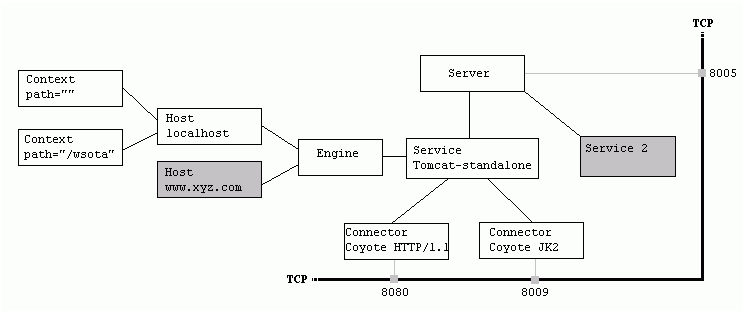 TCP
Server
8005
Context
path=""
Host
localhost
Context
path="/wsota"
Engine
Service
Tomcat-standalone
Service 2
Host
www.xyz.com
Connector
Coyote HTTP/1.1
Connector
Coyote JK2
TCP
8080
8009